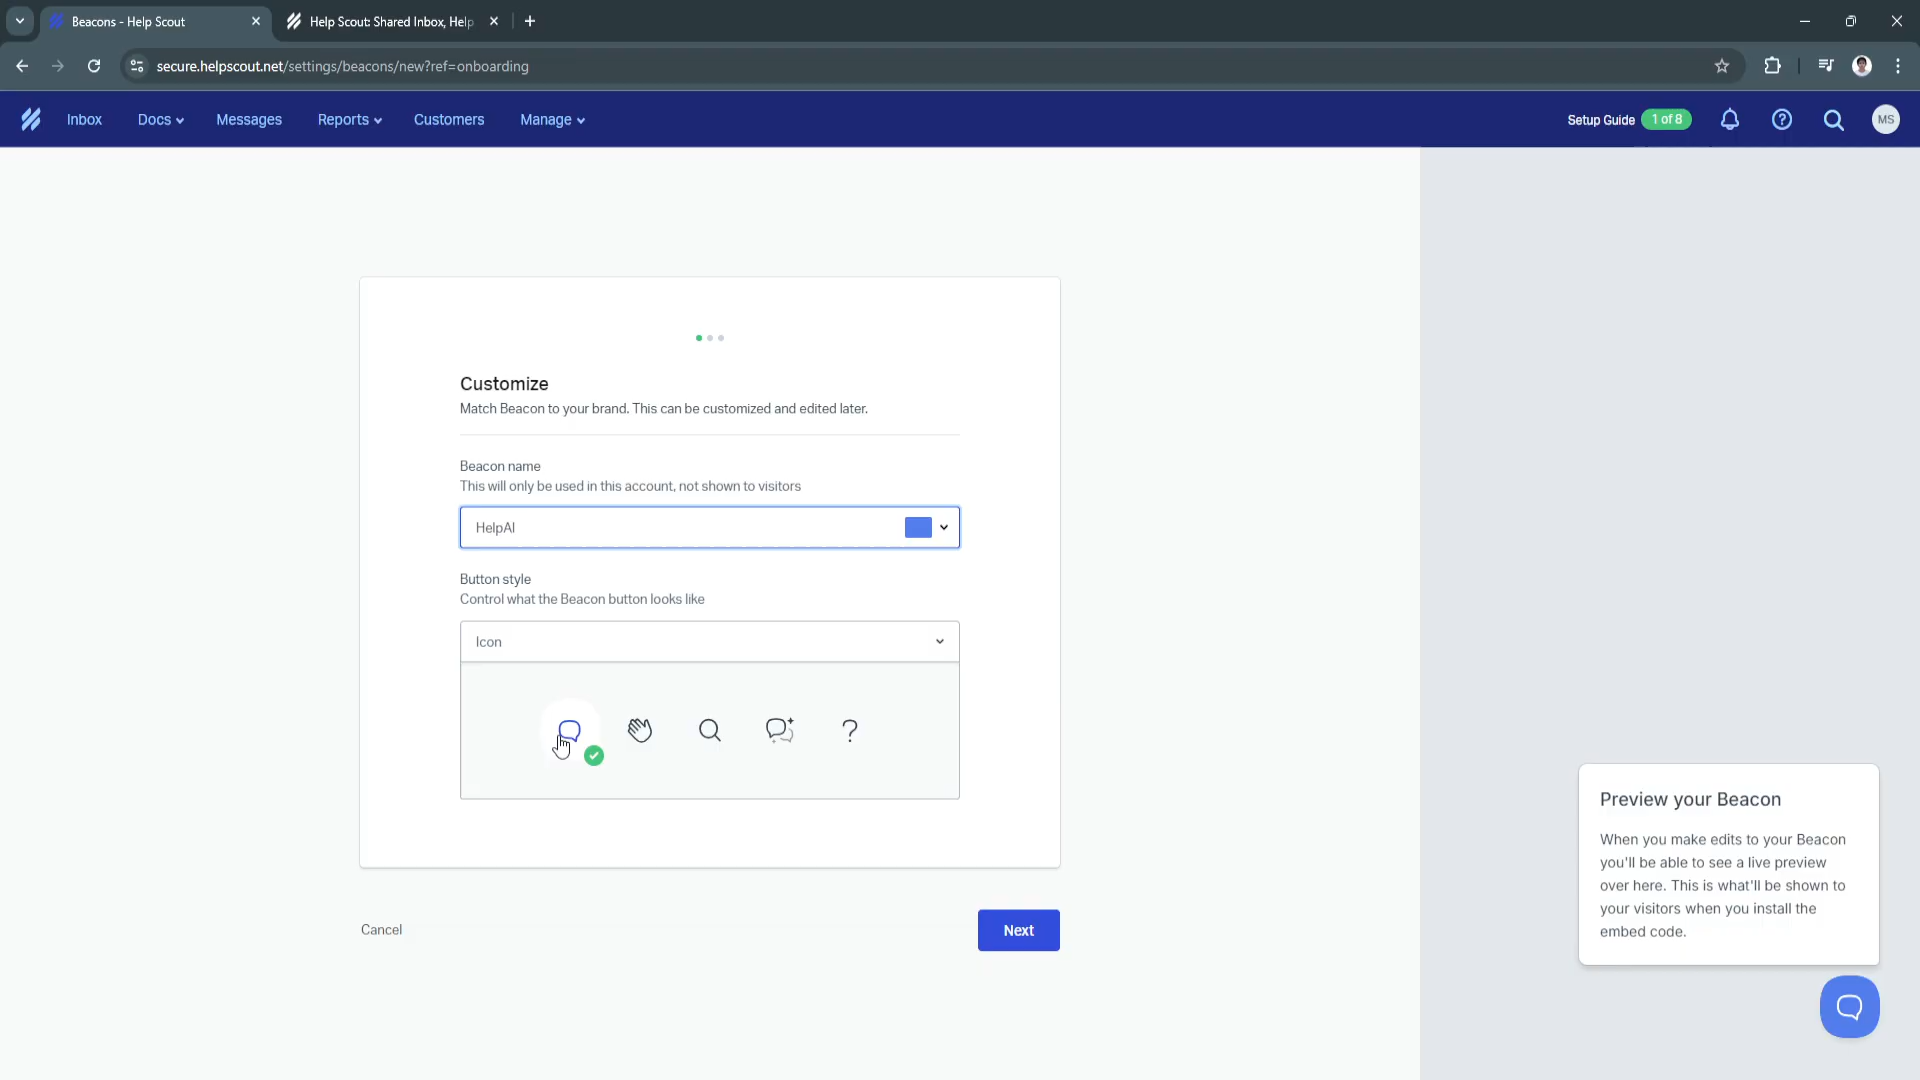 Beacons - Help Scout
Help Scout: Shared Inbox, Help
secure.helpscout.net/settings/beacons/new?ref=onboarding
Inbox
Docs
Messages
Reports
Customers
Manage
Setup Guide
1 of 8
MS
Customize
Match Beacon to your brand. This can be customized and edited later.
Beacon name
This will only be used in this account, not shown to visitors
HelpAI
Button style
Control what the Beacon button looks like
Icon
Cancel
Next
Preview your Beacon
When you make edits to your Beacon
you'll be able to see a live preview
over here. This is what'll be shown to
your visitors when you install the
embed code.